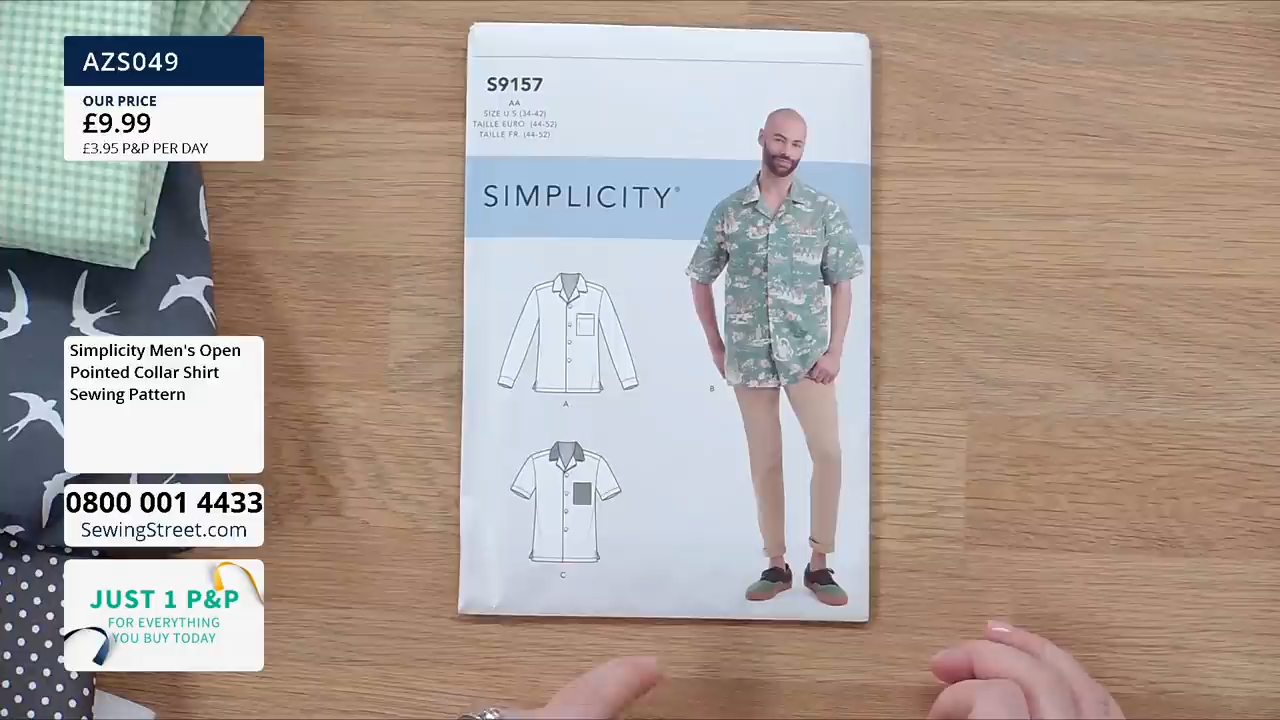 AZS049
OUR PRICE
£9.99
£3.95 P&P PER DAY
Simplicity Men's Open
Pointed Collar Shirt
Sewing Pattern
0800 001 4433
SewingStreet.com
JUST 1 P&P
FOR EVERYTHING
YOU BUY TODAY
S9157
AA
SIZE U.S (34-42)
TAILLE EURO: (44-52)
TAILLE FR. (44-52)
SIMPLICITY®
A
B
C